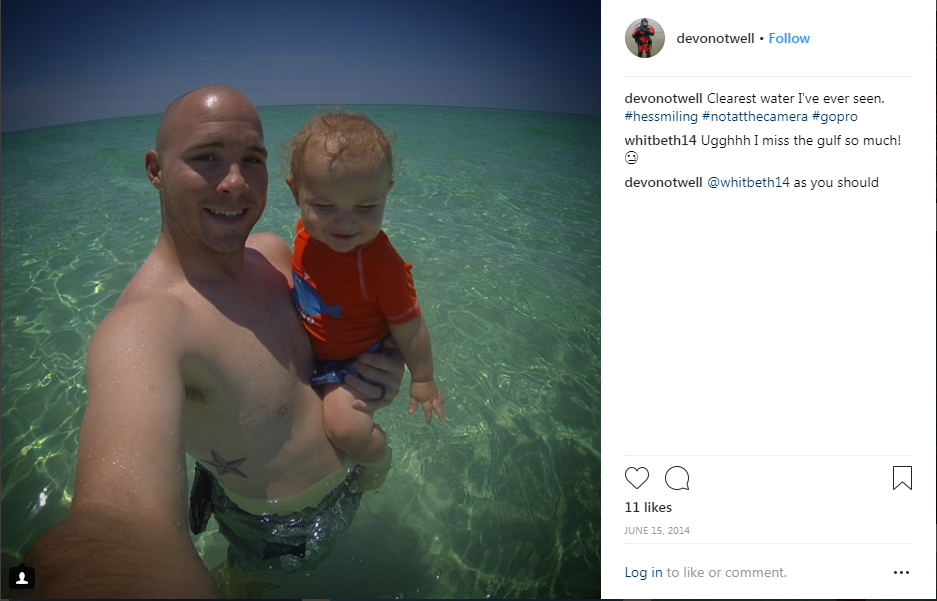 devonotwell • Follow
devonotwell Clearest water I've ever seen.
#hessmiling #notatthecamera #gopro
whitbeth14 Ugghhh I miss the gulf so much!
devonotwell @whitbeth14 as you should
11 likes
JUNE 15, 2014
Log in to like or comment.